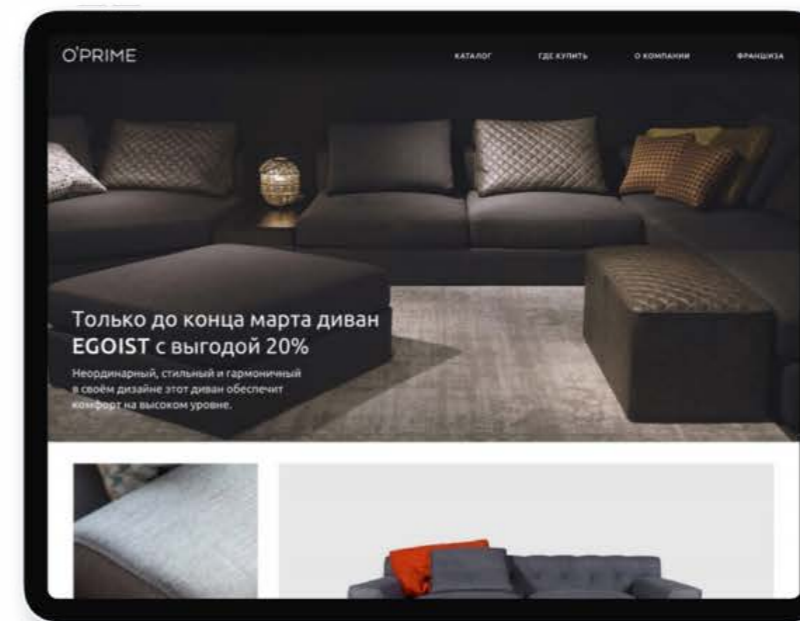 O'PRIME
КАТАЛОГ ГДЕ КУПИТЬ О КОМПАНИИ ФРАНШИЗА
Только до конца марта диван
EGOIST с выгодой 20%
Неординарный, стильный и гармоничный
в своём дизайне этот диван обеспечит
комфорт на высоком уровне.